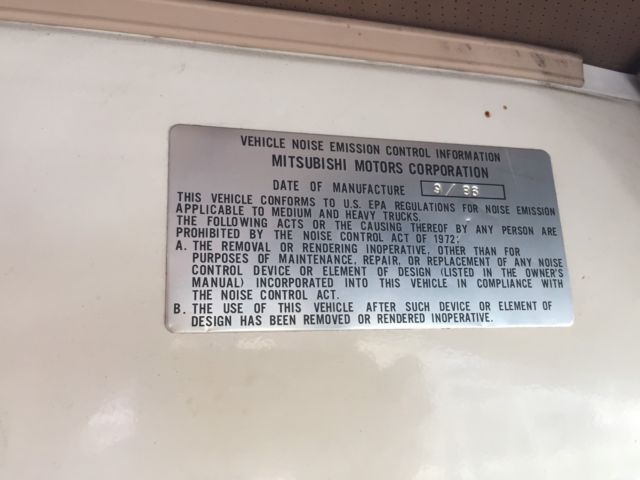 VEHICLE NOISE EMISSION CONTROL INFORMATION
MITSUBISHI MOTORS CORPORATION
DATE OF MANUFACTURE 9/96
THIS VEHICLE CONFORMS TO U.S. EPA REGULATIONS FOR NOISE EMISSION
APPLICABLE TO MEDIUM AND HEAVY TRUCKS.
THE FOLLOWING ACTS OR THE CAUSING THEREOF BY ANY PERSON ARE
PROHIBITED BY THE NOISE CONTROL ACT OF 1972;
A. THE REMOVAL OR RENDERING INOPERATIVE, OTHER THAN FOR
PURPOSES OF MAINTENANCE, REPAIR, OR REPLACEMENT OF ANY NOISE
CONTROL DEVICE OR ELEMENT OF DESIGN (LISTED IN THE OWNER'S
MANUAL) INCORPORATED INTO THIS VEHICLE IN COMPLIANCE WITH
THE NOISE CONTROL ACT.
B. THE USE OF THIS VEHICLE AFTER SUCH DEVICE OR ELEMENT OF
DESIGN HAS BEEN REMOVED OR RENDERED INOPERATIVE.